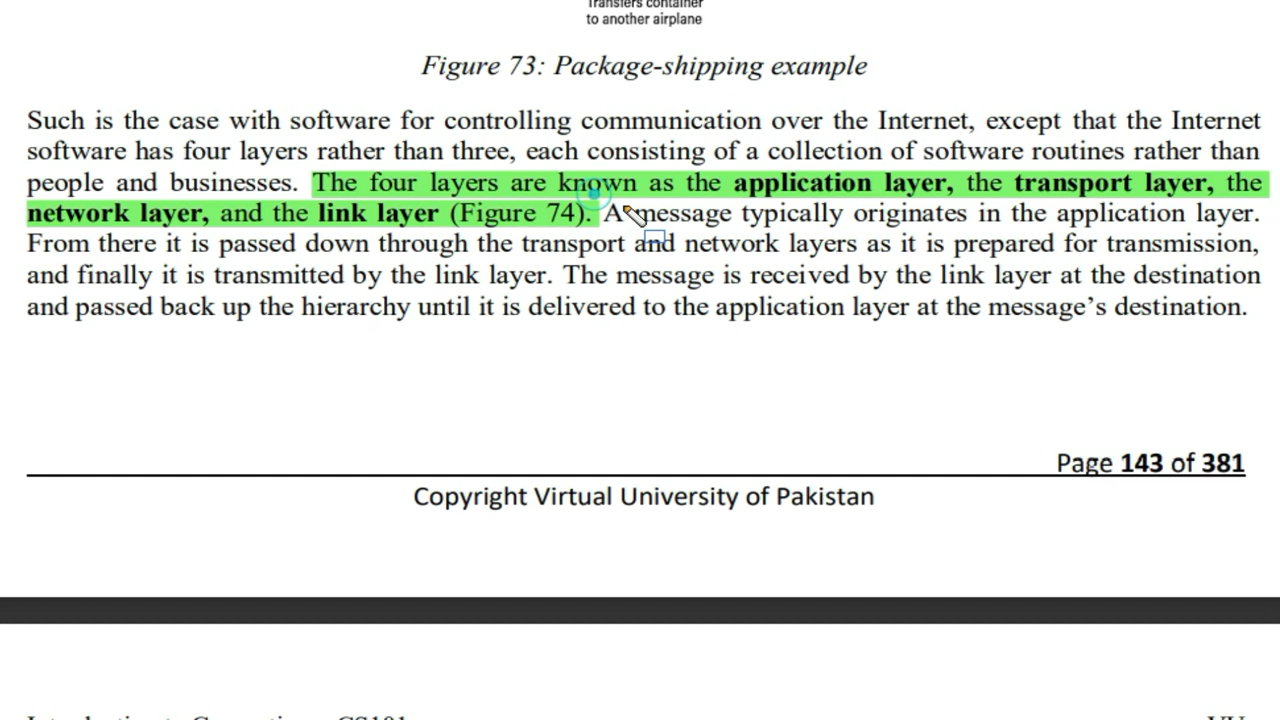 Transfers container
to another airplane
Figure 73: Package-shipping example
Such is the case with software for controlling communication over the Internet, except that the Internet
software has four layers rather than three, each consisting of a collection of software routines rather than
people and businesses. The four layers are known as the application layer, the transport layer, the
network layer, and the link layer (Figure 74). A message typically originates in the application layer.
From there it is passed down through the transport and network layers as it is prepared for transmission,
and finally it is transmitted by the link layer. The message is received by the link layer at the destination
and passed back up the hierarchy until it is delivered to the application layer at the message’s destination.
Page 143 of 381
Copyright Virtual University of Pakistan